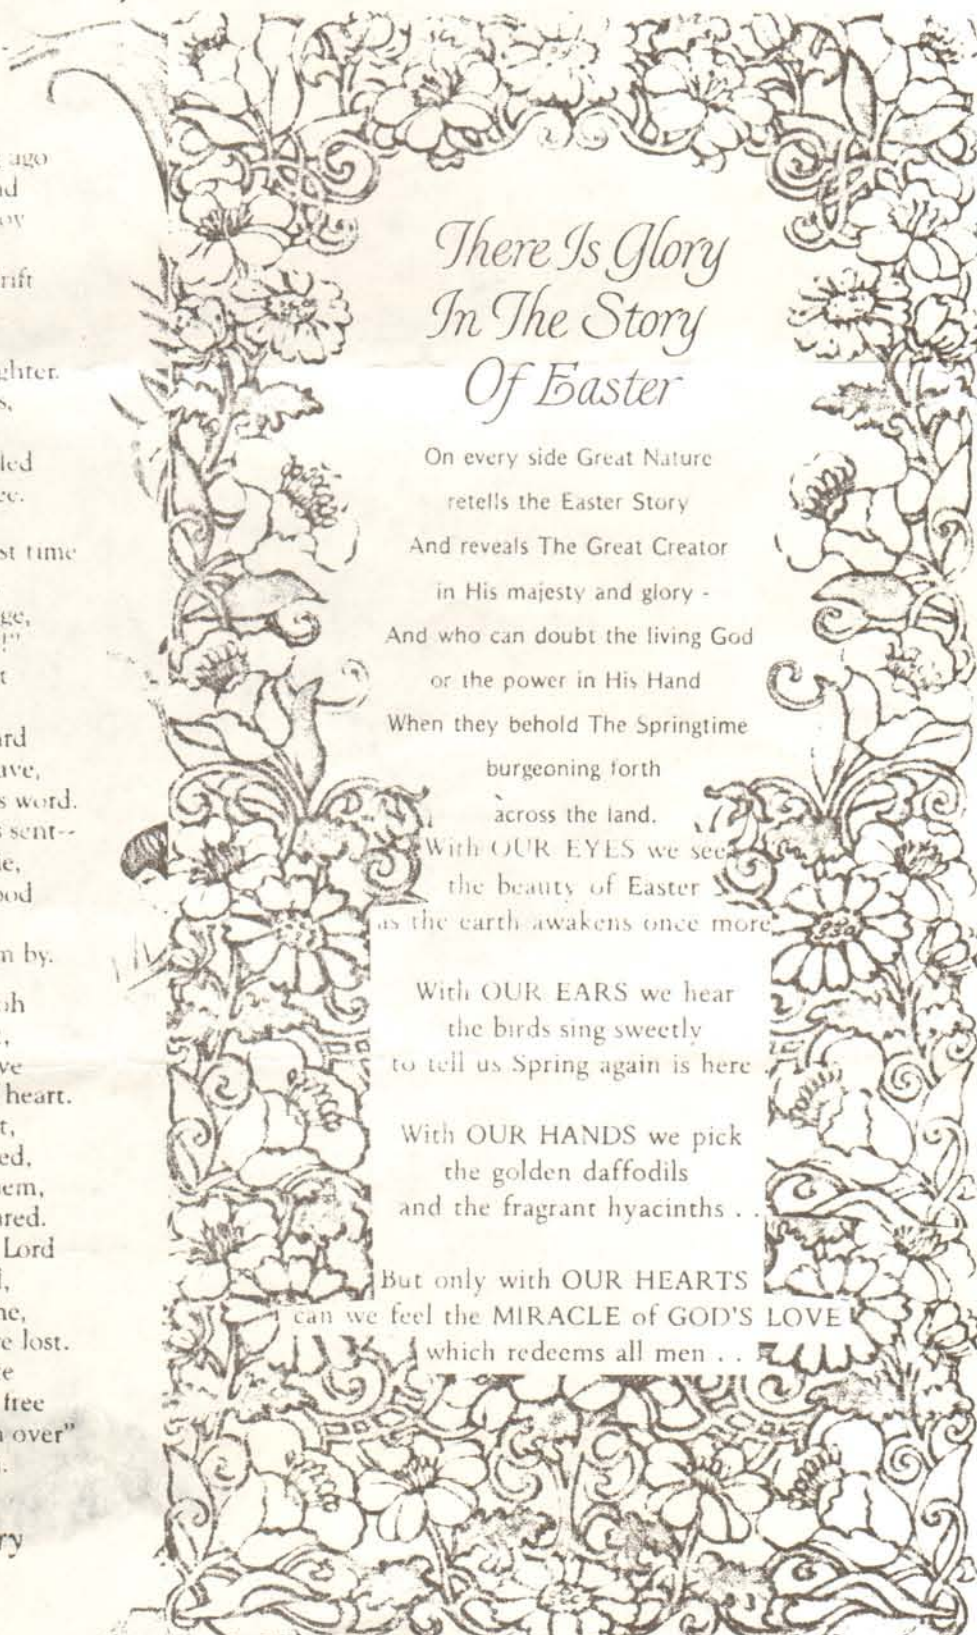 ago
rift
st time
s word.
s sent--
m by.
heart.
Lord
e lost.
free
over"
There Is Glory
In The Story
Of Easter
On every side Great Nature
retells the Easter Story
And reveals The Great Creator
in His majesty and glory -
And who can doubt the living God
or the power in His Hand
When they behold The Springtime
burgeoning forth
across the land.
With OUR EYES we see
the beauty of Easter
as the earth awakens once more
With OUR EARS we hear
the birds sing sweetly
to tell us Spring again is here .
With OUR HANDS we pick
the golden daffodils
and the fragrant hyacinths . .
But only with OUR HEARTS
can we feel the MIRACLE of GOD'S LOVE
which redeems all men . .